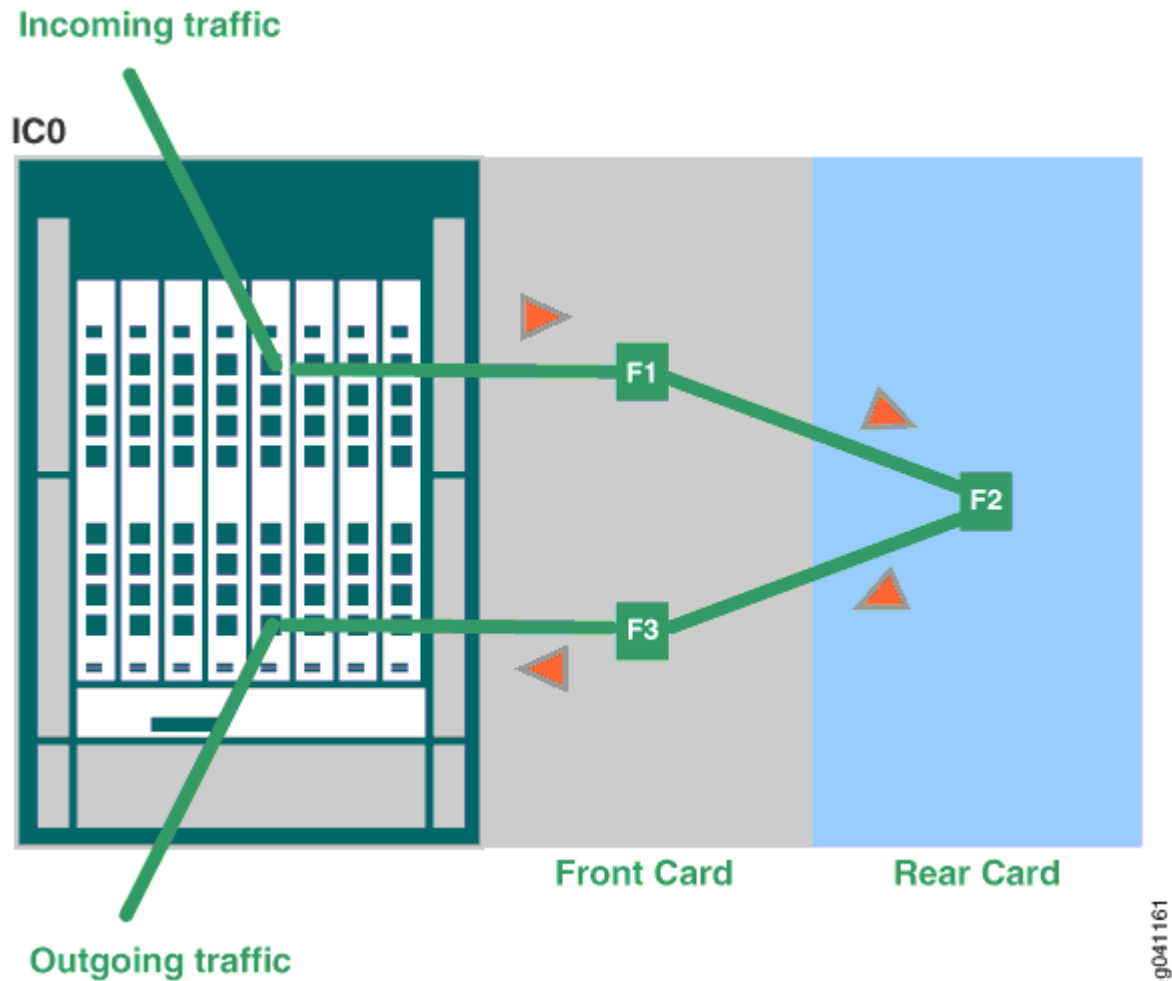 Incoming traffic
IC0
F1
F2
F3
Front Card
Rear Card
Outgoing traffic
g041161